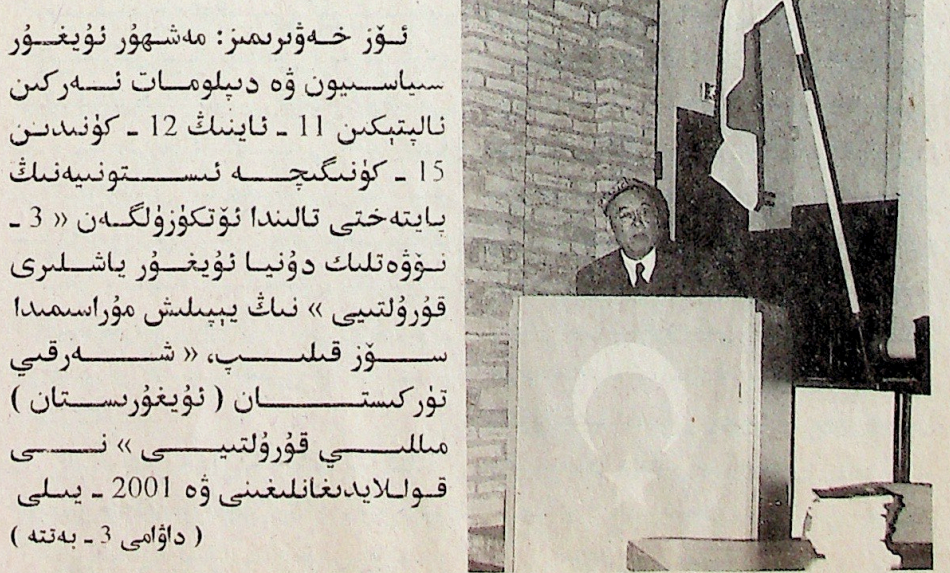 ئۆز خەۋىرىمىز: مەشھۇر ئۇيغۇر
سىياسىيون ۋە دىپلومات ئەركىن
ئالپتېكىن 11 ـ ئاينىڭ 12 ـ كۈنىدىن
15 ـ كۈنىگىچە ئىستونىيەنىڭ
پايتەختى تاللىندا ئۆتكۈزۈلگەن « 3 ـ
نۆۋەتلىك دۇنيا ئۇيغۇر ياشلىرى
قۇرۇلتىيى » نىڭ يېپىلىش مۇراسىمىدا
سۆز قىلىپ، « شەرقىي
تۈركىستان ( ئۇيغۇرىستان )
مىللىي قۇرۇلتىيى » نى
قوللايدىغانلىغىنى ۋە 2001 ـ يىلى
( داۋامى 3 ـ بەتتە )